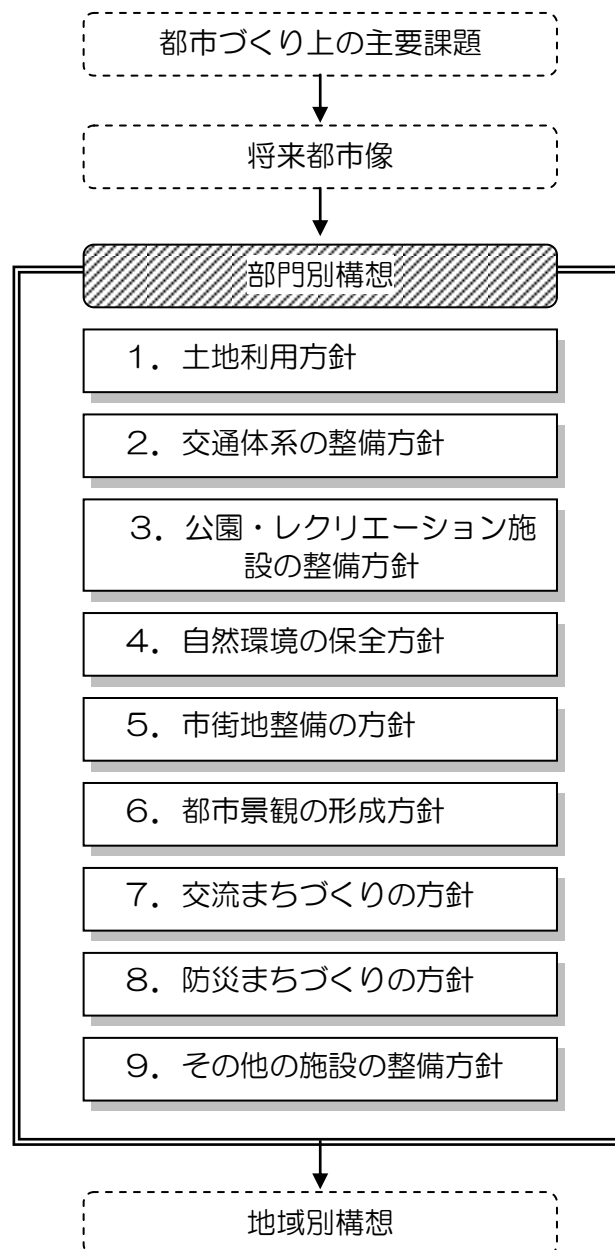 都市づくり上の主要課題
将来都市像
部門別構想
１．土地利用方針
２．交通体系の整備方針
３．公園・レクリエーション施
設の整備方針
４．自然環境の保全方針
５．市街地整備の方針
６．都市景観の形成方針
７．交流まちづくりの方針
８．防災まちづくりの方針
９．その他の施設の整備方針
地域別構想